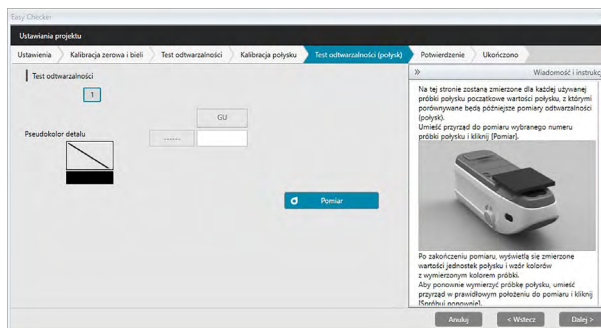 Easy Checker
Ustawiania projektu
Ustawienia Kalibracja zerowa i bieli Test odtwarzalności Kalibracja połysku Test odtwarzalności (połysk) Potwierdzenie Ukończono
Test odtwarzalności
1
GU
Pseudokolor detalu
------
Pomiar
» Wiadomość i instrukcj
Na tej stronie zostaną zmierzone dla każdej używanej
próbki połysku początkowe wartości połysku, z którymi
porównywane będą późniejsze pomiary odtwarzalności
(połysk).
Umieść przyrząd do pomiaru wybranego numeru
próbki połysku i kliknij [Pomiar].
Po zakończeniu pomiaru, wyświetlą się zmierzone
wartości jednostek połysku i wzór kolorów
z wymierzonym kolorem próbki.
Aby ponownie wymierzyć próbkę połysku, umieść
przyrząd w prawidłowym położeniu do pomiaru i kliknij
[Spróbuj ponownie].
Anuluj < Wstecz Dalej >